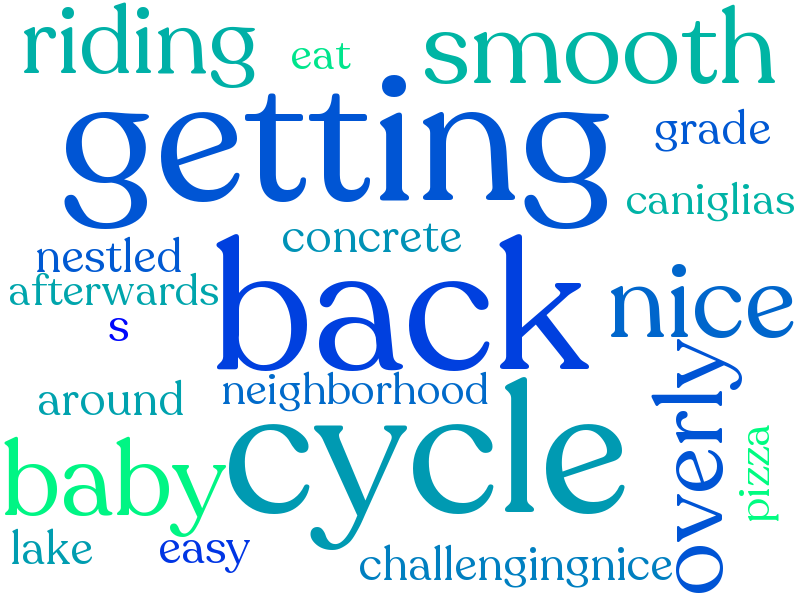 riding
eat
smooth
getting
grade
caniglias
concrete
nestled
back
afterwards
nice
s
neighborhood
around
cycle
overly
baby
pizza
lake
easy
challengingnice